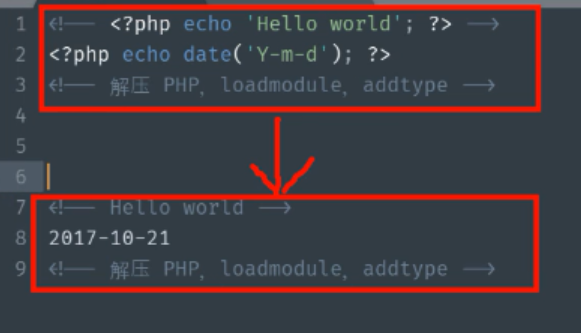 1 <!-- <?php echo 'Hello world'; ?> -->
2 <?php echo date('Y-m-d'); ?>
3 <!-- 解压 PHP, loadmodule, addtype -->
4
5
6
7 <!-- Hello world -->
8 2017-10-21
9 <!-- 解压 PHP, loadmodule, addtype -->